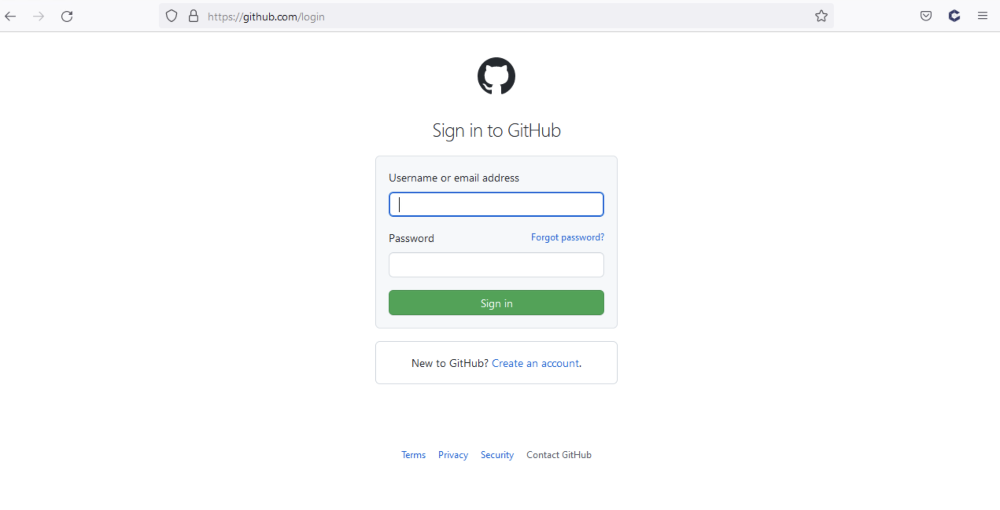 https://github.com/login
Sign in to GitHub
Username or email address
Password
Forgot password?
Sign in
New to GitHub? Create an account.
Terms Privacy Security Contact GitHub